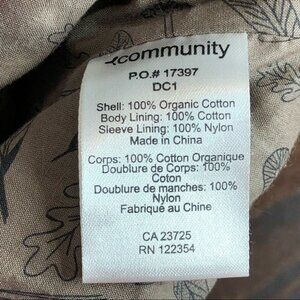 community
P.O.# 17397
DC1
Shell: 100% Organic Cotton
Body Lining: 100% Cotton
Sleeve Lining: 100% Nylon
Made in China
Corps: 100% Cotton Organique
Doublure de Corps: 100%
Coton
Doublure de manches: 100%
Nylon
Fabriqué au Chine
CA 23725
RN 122354